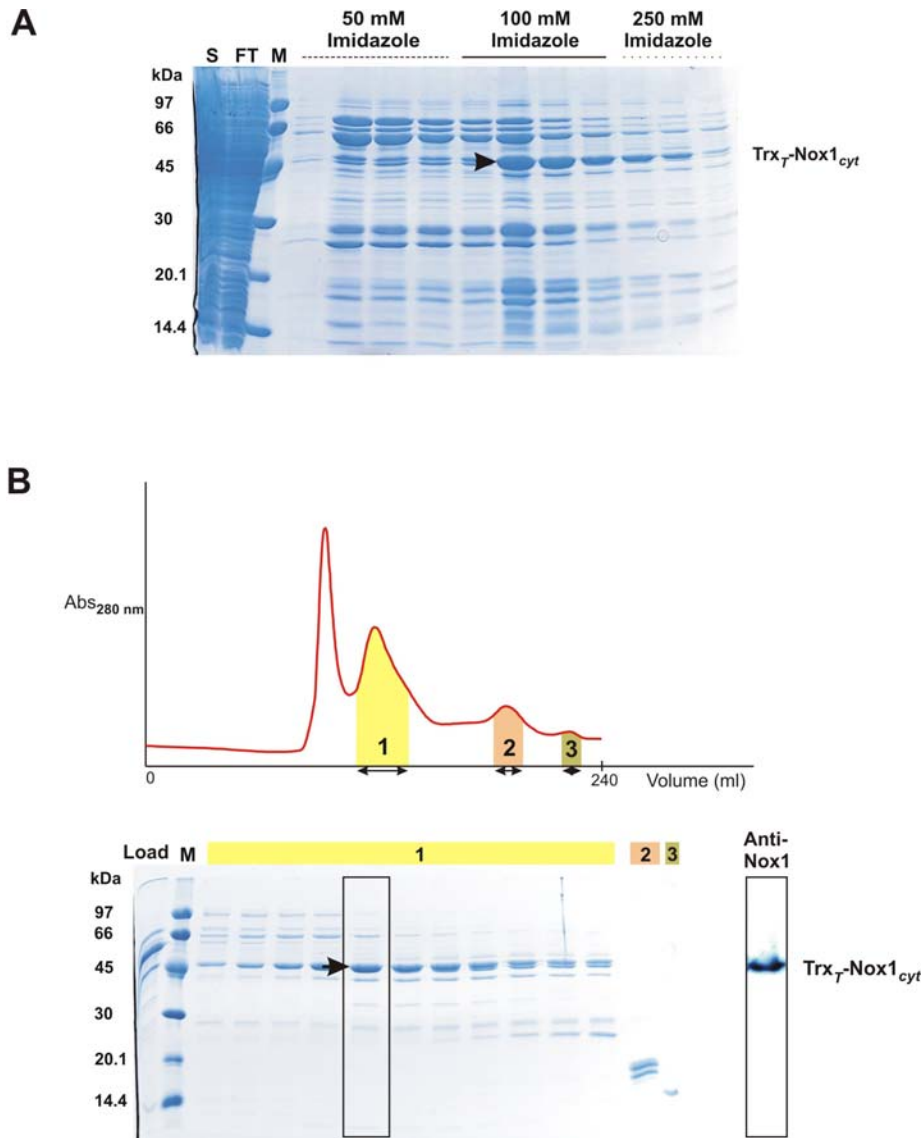 A
50 mM
Imidazole
100 mM
Imidazole
250 mM
Imidazole
S FT M
kDa
97
66
45
30
20.1
14.4
TrxT-Nox1cyt
B
Abs280 nm
1
2
3
0
240
Volume (ml)
Load M
1
2
3
Anti-
Nox1
kDa
97
66
45
30
20.1
14.4
TrxT-Nox1cyt